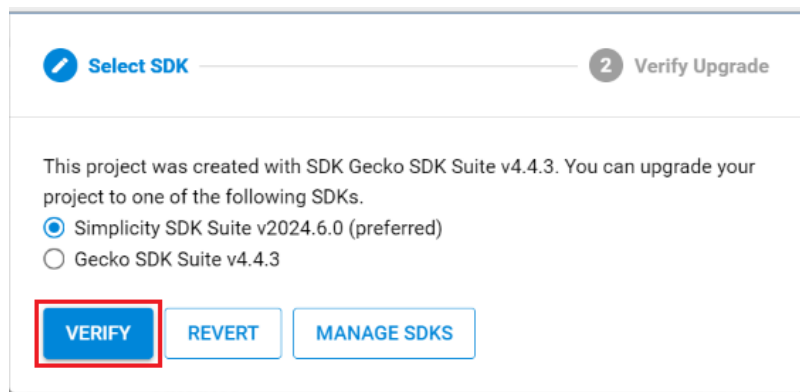 Select SDK
2 Verify Upgrade
This project was created with SDK Gecko SDK Suite v4.4.3. You can upgrade your
project to one of the following SDKs.
Simplicity SDK Suite v2024.6.0 (preferred)
Gecko SDK Suite v4.4.3
VERIFY REVERT MANAGE SDKS